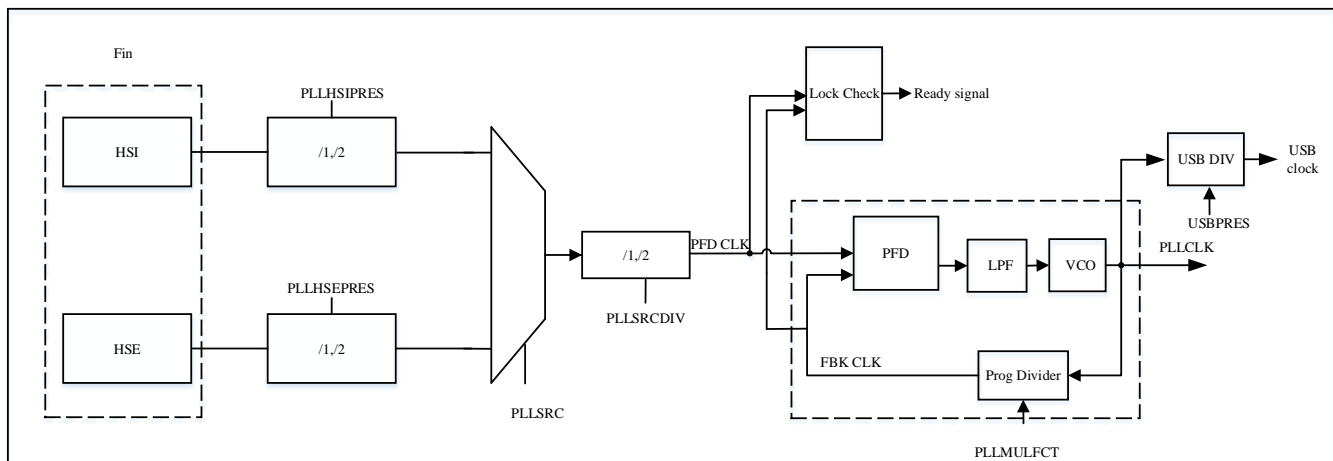 Fin
PLLHSIPRES
HSI
/1,/2
Lock Check
Ready signal
USB DIV
USB
clock
USBPRES
PLLCLK
PFD CLK
/1,/2
PFD
LPF
VCO
PLLHSEPRES
PLLSRCDIV
HSE
/1,/2
FBK CLK
Prog Divider
PLLSRC
PLLMULFCT